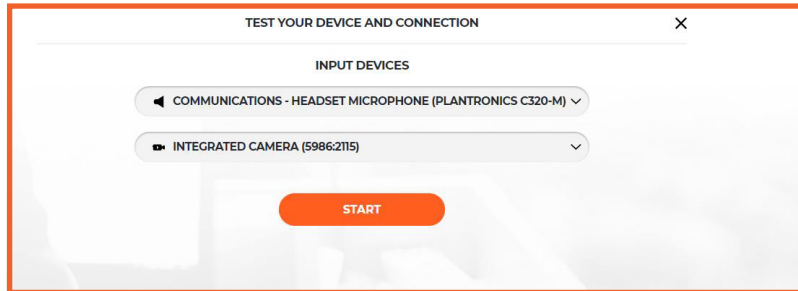 TEST YOUR DEVICE AND CONNECTION
INPUT DEVICES
COMMUNICATIONS - HEADSET MICROPHONE (PLANTRONICS C320-M)
INTEGRATED CAMERA (5986:2115)
START